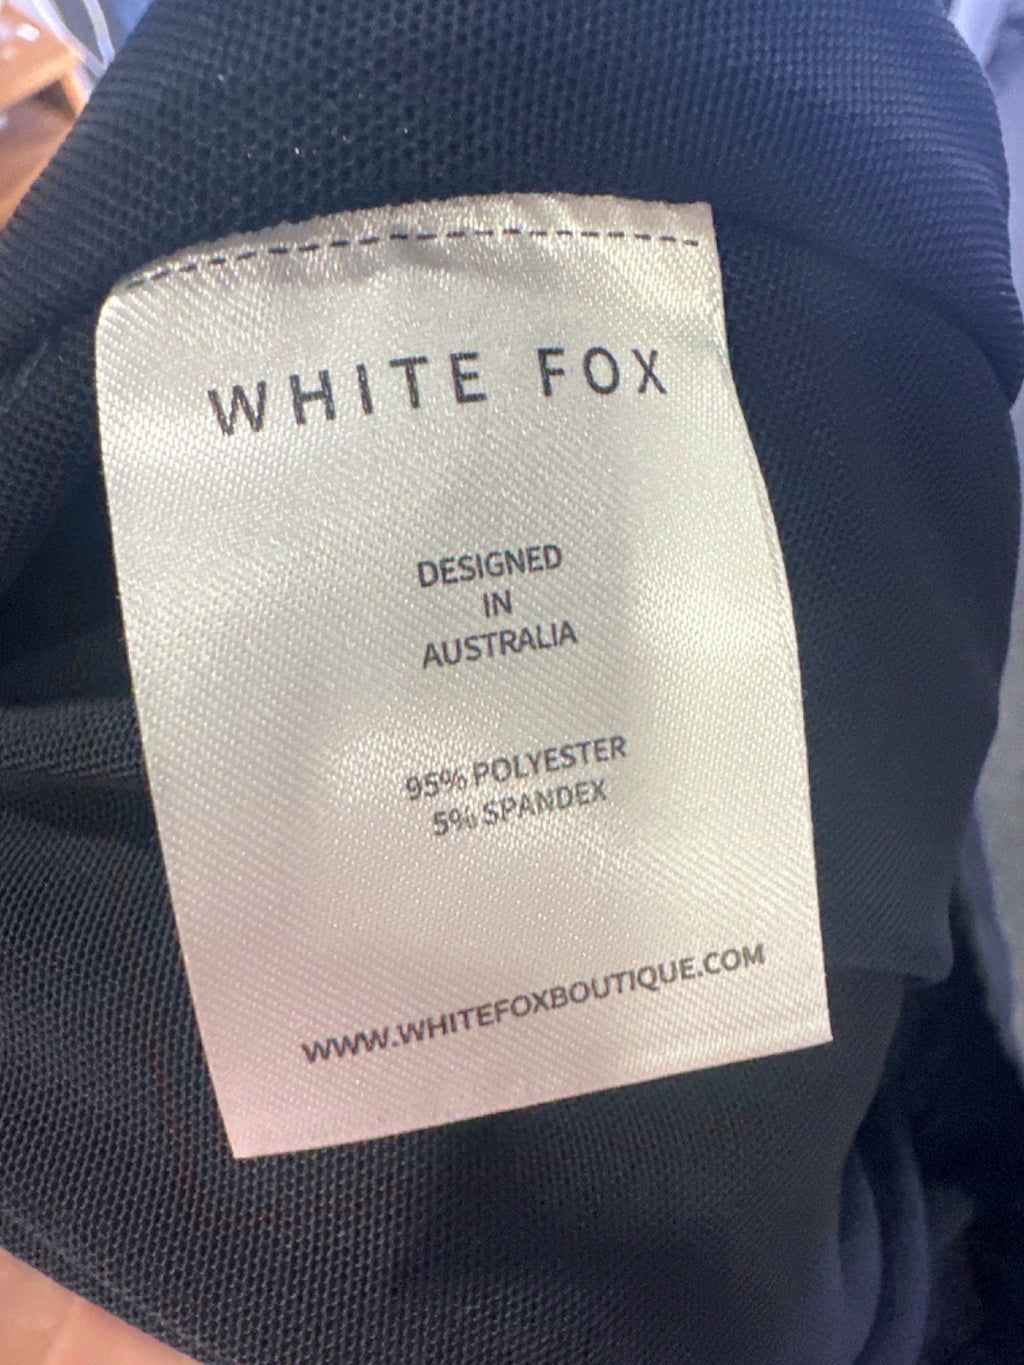 WHITE FOX
DESIGNED
IN
AUSTRALIA
95% POLYESTER
5% SPANDEX
WWW.WHITEFOXBOUTIQUE.COM